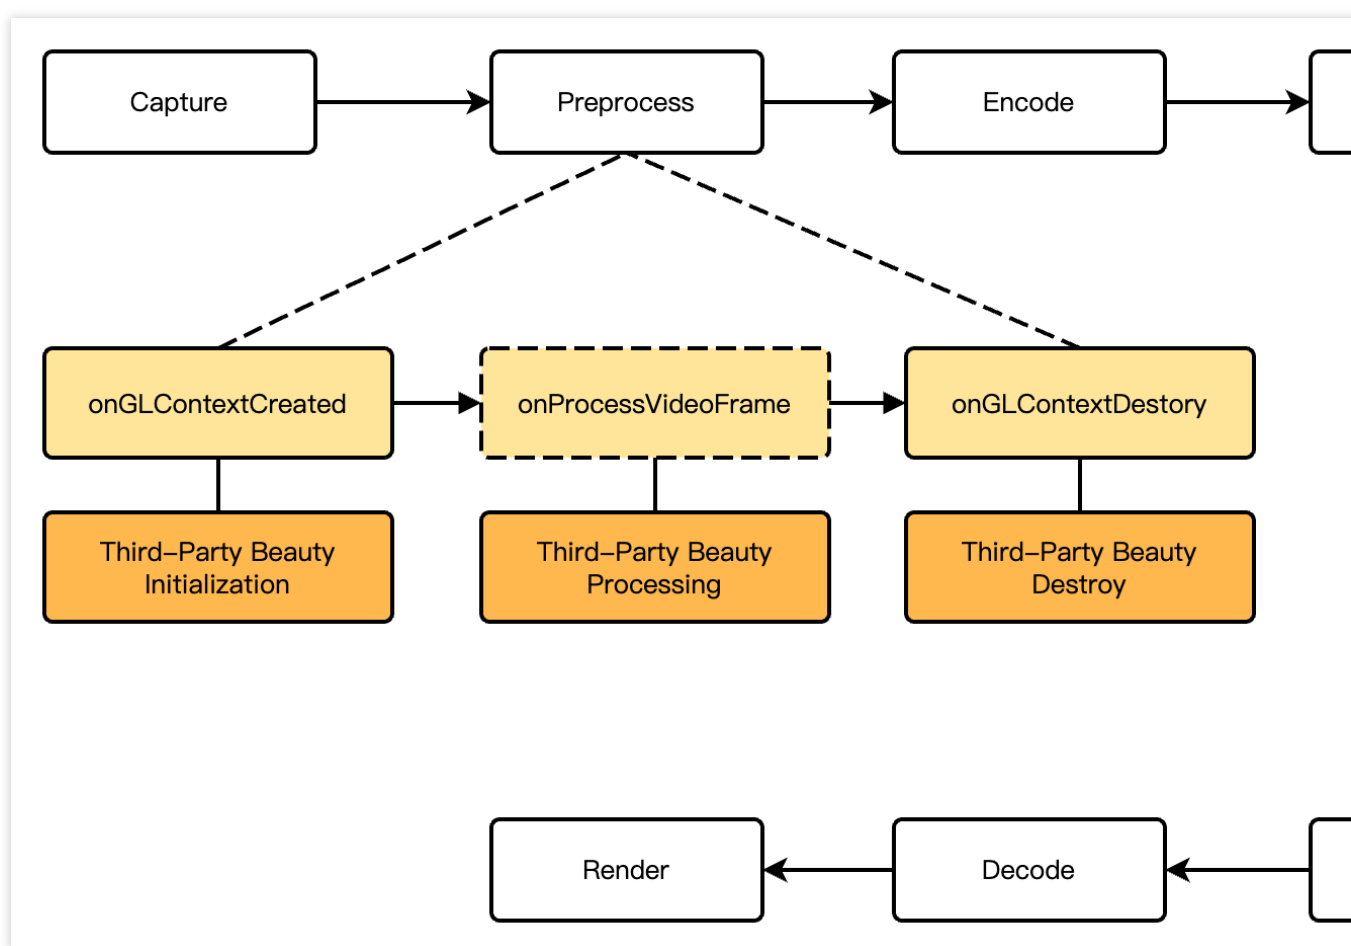 Capture
Preprocess
Encode
onGLContextCreated
onProcessVideoFrame
onGLContextDestory
Third-Party Beauty
Initialization
Third-Party Beauty
Processing
Third-Party Beauty
Destroy
Render
Decode